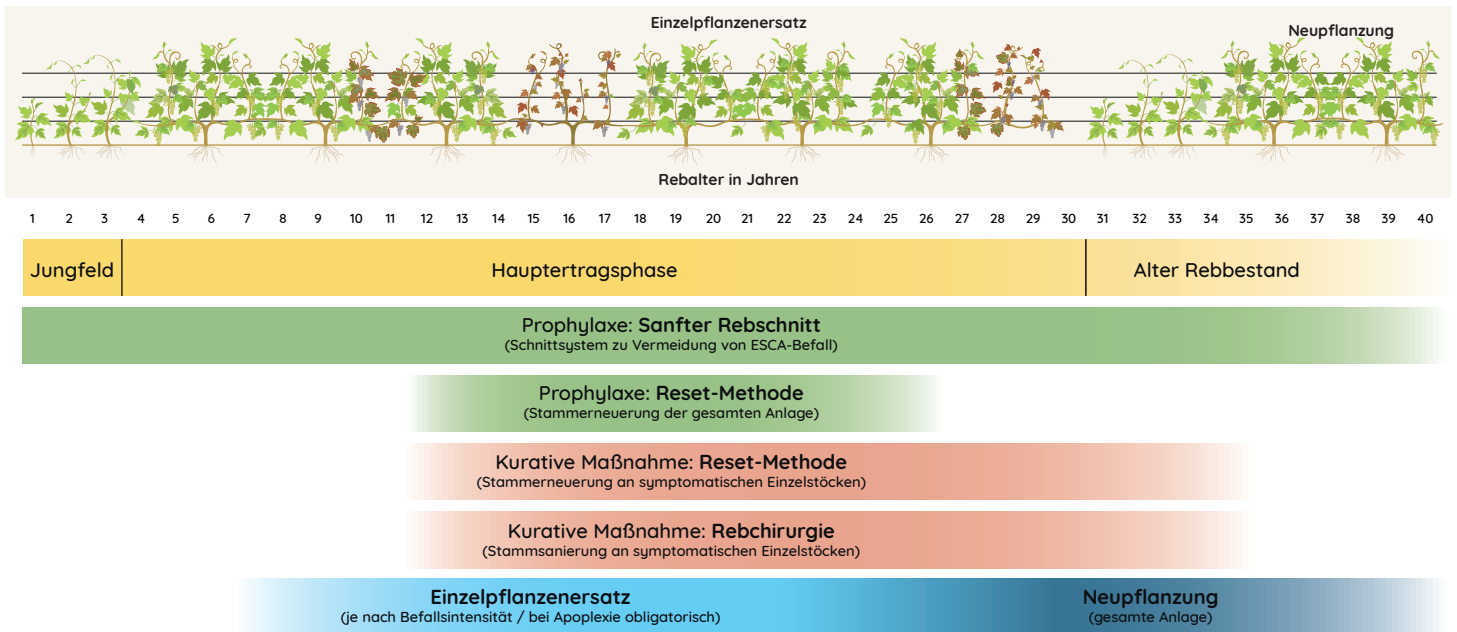 Einzelpflanzenersatz
Neupflanzung
Rebalter in Jahren
1 2 3 4 5 6 7 8 9 10 11 12 13 14 15 16 17 18 19 20 21 22 23 24 25 26 27 28 29 30 31 32 33 34 35 36 37 38 39 40
Jungfeld Hauptertragsphase Alter Rebbestand
Prophylaxe: Sanfter Rebschnitt
(Schnittsystem zu Vermeidung von ESCA-Befall)
Prophylaxe: Reset-Methode
(Stammerneuerung der gesamten Anlage)
Kurative Maßnahme: Reset-Methode
(Stammerneuerung an symptomatischen Einzelstöcken)
Kurative Maßnahme: Rebchirurgie
(Stammsanierung an symptomatischen Einzelstöcken)
Einzelpflanzenersatz
(je nach Befallsintensität / bei Apoplexie obligatorisch)
Neupflanzung
(gesamte Anlage)